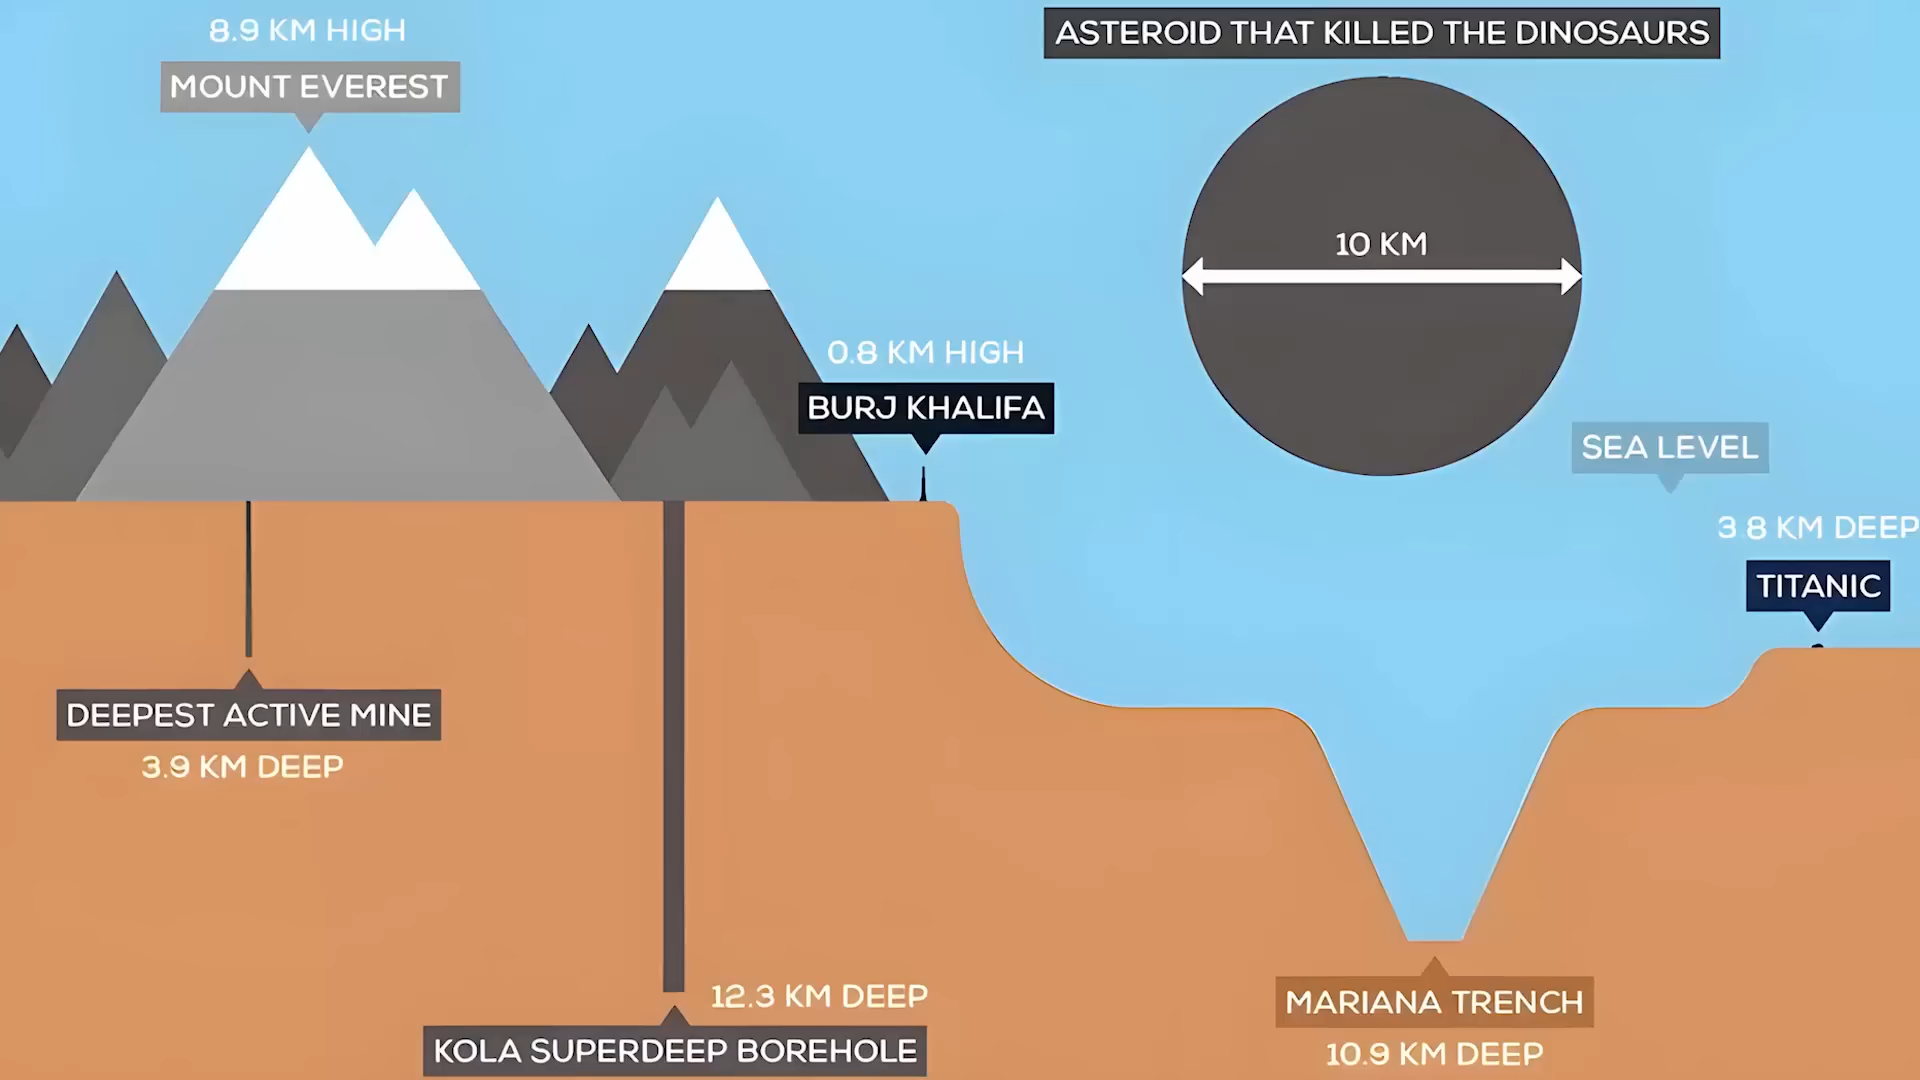 8.9 KM HIGH
MOUNT EVEREST
ASTEROID THAT KILLED THE DINOSAURS
10 KM
0.8 KM HIGH
BURJ KHALIFA
SEA LEVEL
3.8 KM DEEP
TITANIC
DEEPEST ACTIVE MINE
3.9 KM DEEP
12.3 KM DEEP
KOLA SUPERDEEP BOREHOLE
MARIANA TRENCH
10.9 KM DEEP